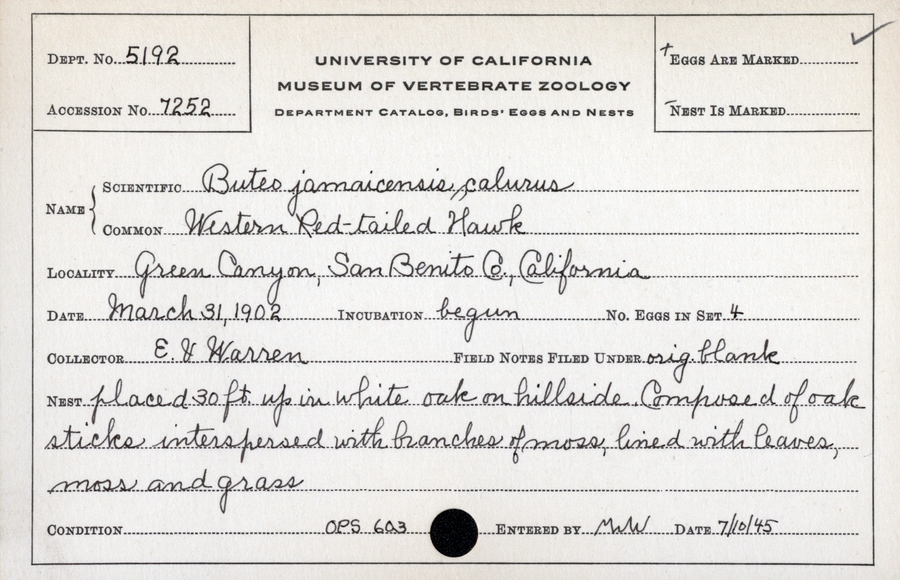 Dept. No. 5192
Accession No. 7252
UNIVERSITY OF CALIFORNIA
MUSEUM OF VERTEBRATE ZOOLOGY
Department Catalog, Birds' Eggs and Nests
+Eggs Are Marked
-Nest Is Marked
Name
Scientific Buteo jamaicensis calurus
Common Western Red-tailed Hawk
Locality Green Canyon, San Benito Co., California
Date March 31, 1902 Incubation begun No. Eggs in Set 4
Collector E. V Warren Field Notes Filed Under orig. blank
Nest placed 30 ft. up in white oak on hillside. Composed of oak
sticks interspersed with branches of moss, lined with leaves,
moss and grass
Condition OPS 603 Entered by Date 7/10/45